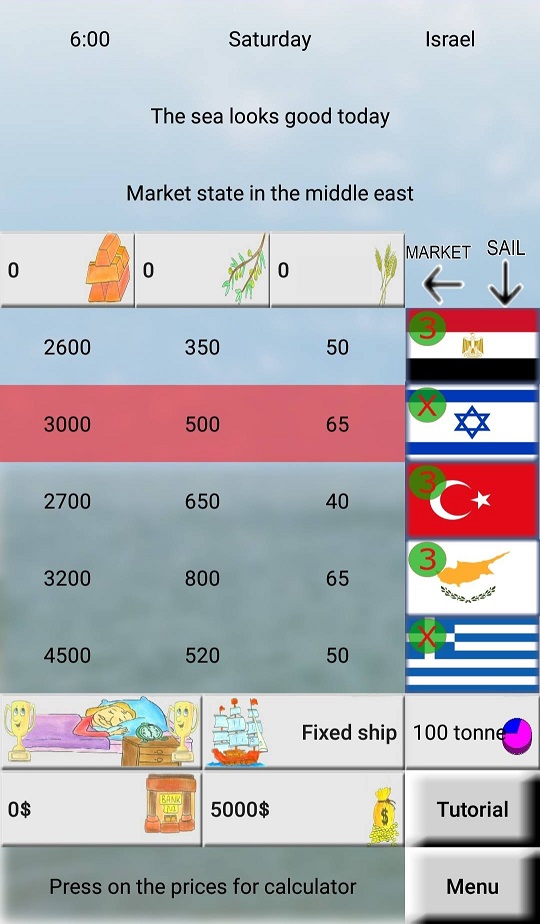 6:00 Saturday Israel
The sea looks good today
Market state in the middle east
0 0 0 MARKET SAIL
2600 350 50 3
3000 500 65 X
2700 650 40 3
3200 800 65 3
4500 520 50 X
Fixed ship 100 tonne
0$ BANK 5000$ $ Tutorial
Press on the prices for calculator Menu